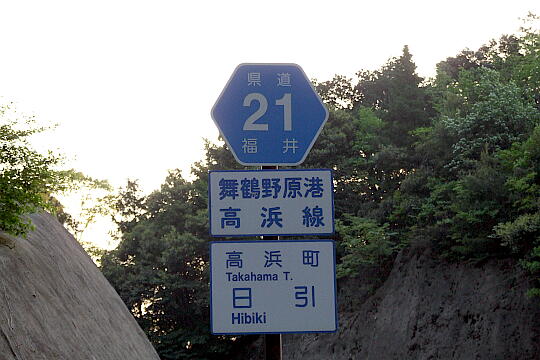 県道
21
福井
舞鶴野原港
高浜線
高浜町
Takahama T.
日引
Hibiki